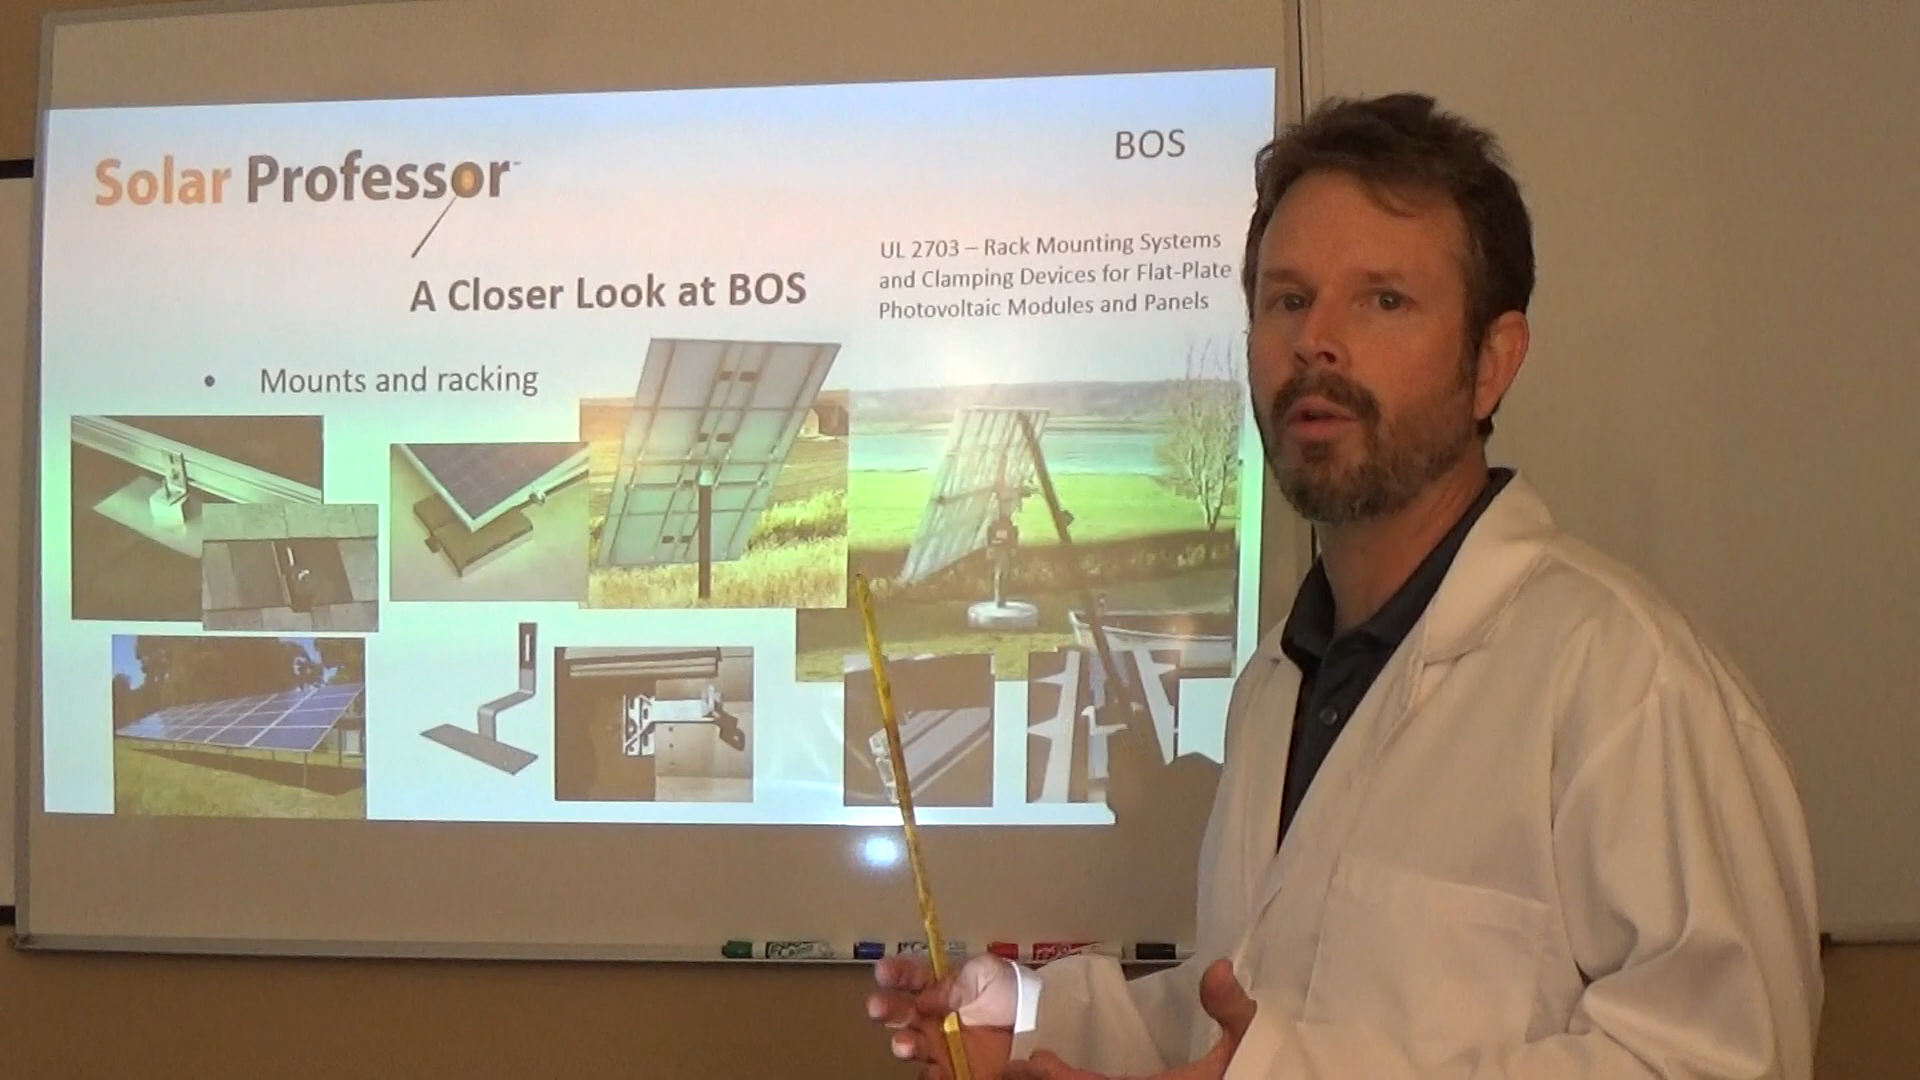 Solar Professor
BOS
UL 2703 – Rack Mounting Systems
and Clamping Devices for Flat-Plate
Photovoltaic Modules and Panels
A Closer Look at BOS
• Mounts and racking